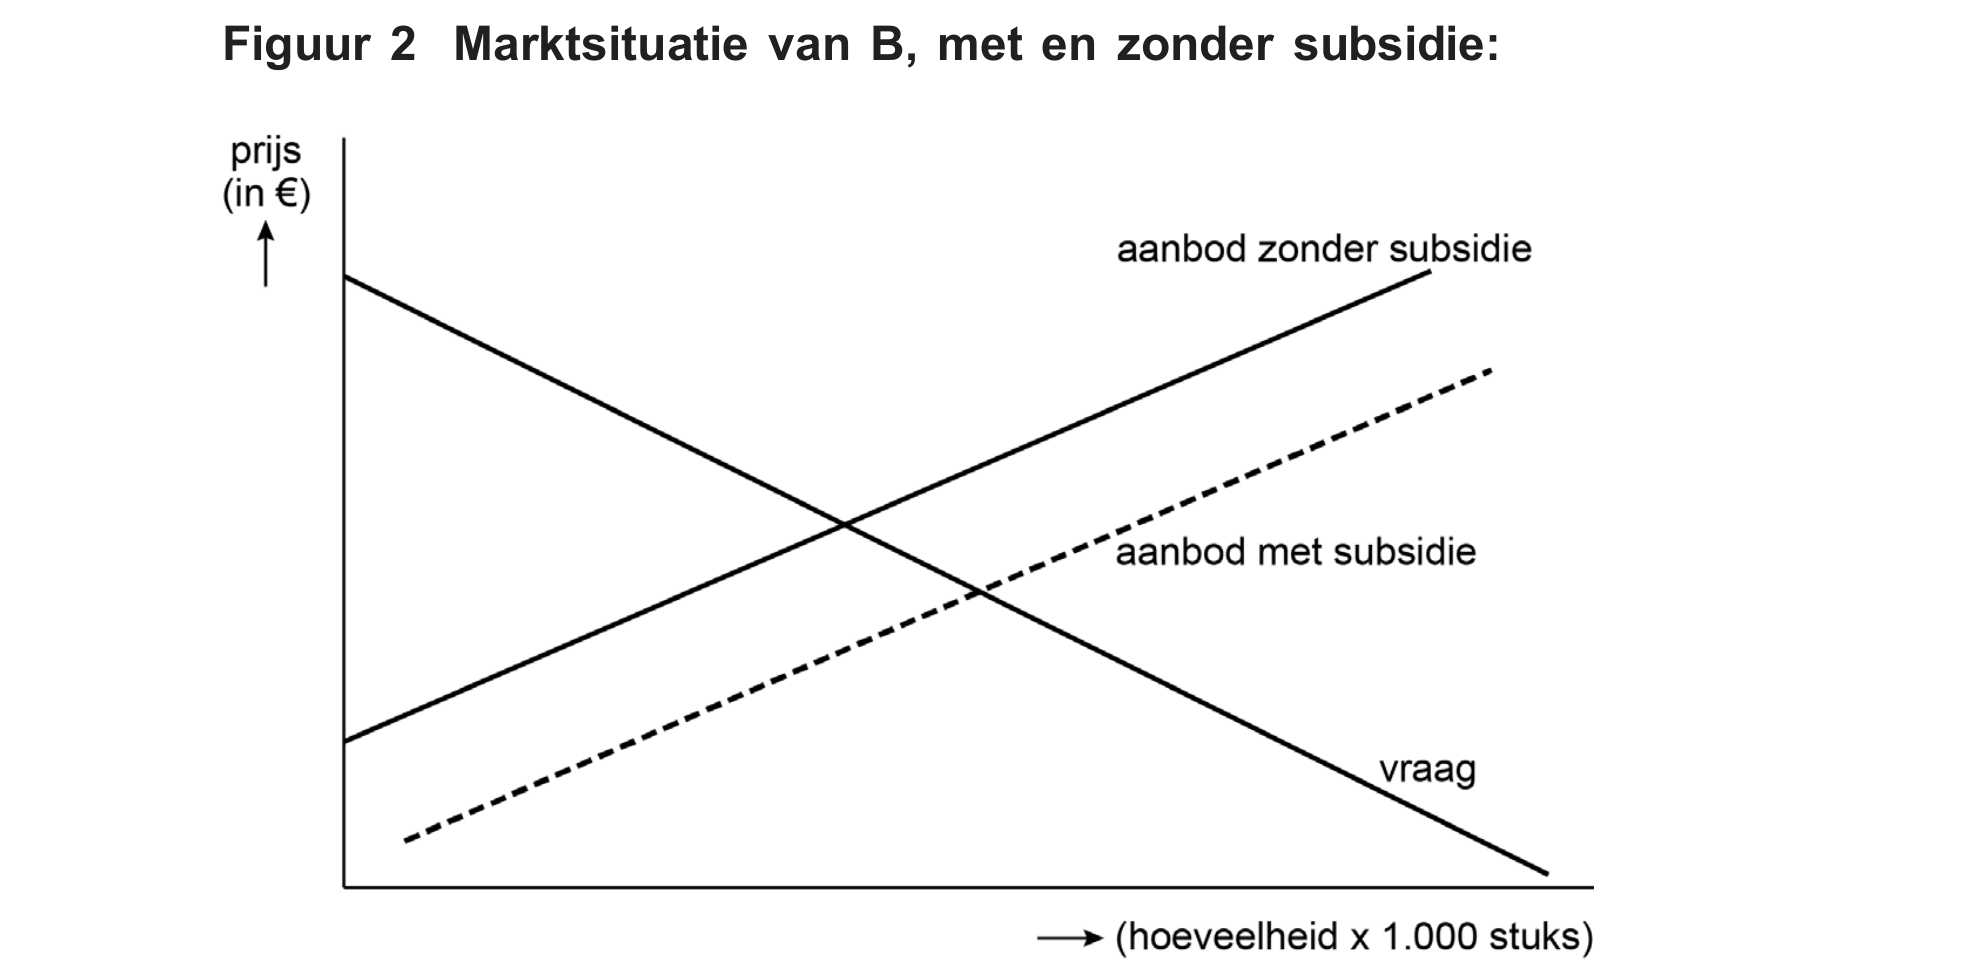 Figuur 2 Marktsituatie van B, met en zonder subsidie:
prijs
(in €)
aanbod zonder subsidie
aanbod met subsidie
vraag
(hoeveelheid x 1.000 stuks)